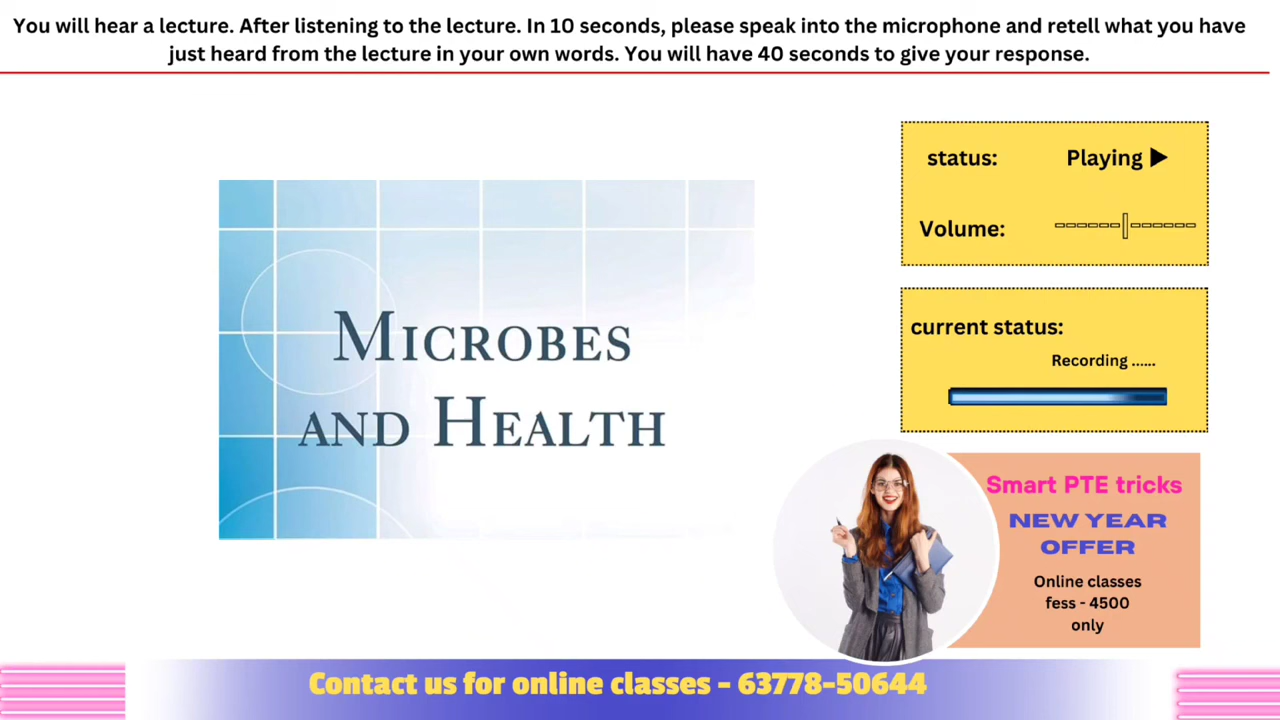 You will hear a lecture. After listening to the lecture. In 10 seconds, please speak into the microphone and retell what you have
just heard from the lecture in your own words. You will have 40 seconds to give your response.
status: Playing ▶
Volume:
MICROBES
AND HEALTH
current status:
Recording ......
Smart PTE tricks
NEW YEAR
OFFER
Online classes
fess - 4500
only
Contact us for online classes - 63778-50644